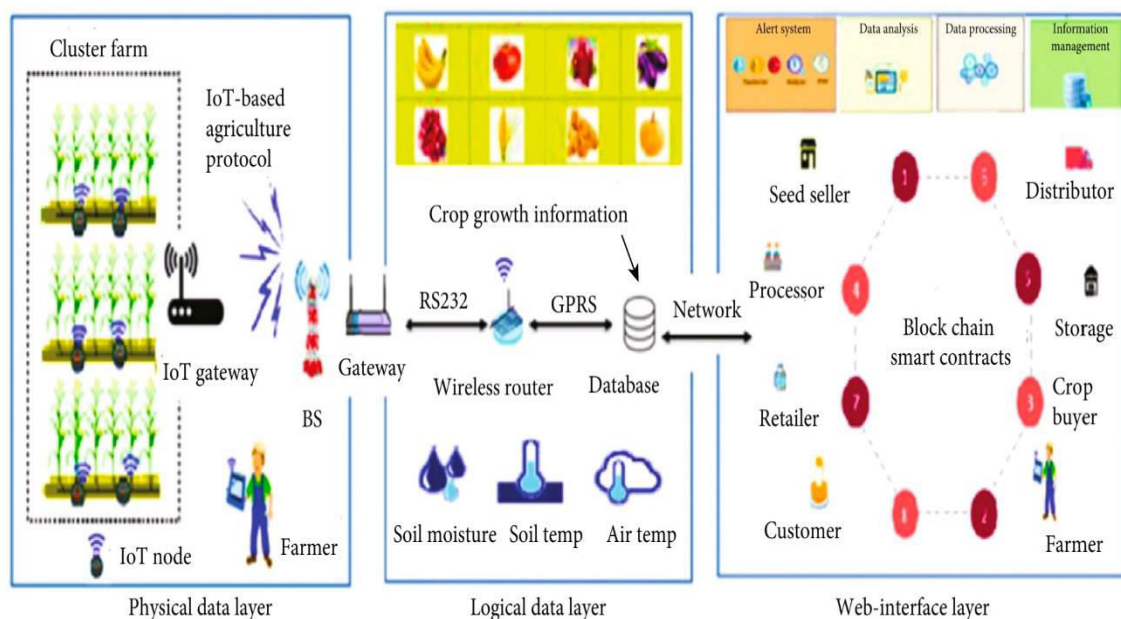 Cluster farm
IoT-based
agriculture
protocol
IoT gateway
BS
Gateway
IoT node
Farmer
Physical data layer
Crop growth information
RS232
GPRS
Wireless router
Database
Soil moisture
Soil temp
Air temp
Logical data layer
Network
Alert system
Data analysis
Data processing
Information
management
Seed seller
Distributor
Processor
Storage
Retailer
Crop
buyer
Customer
Farmer
Block chain
smart contracts
1
5
4
3
7
2
Web-interface layer